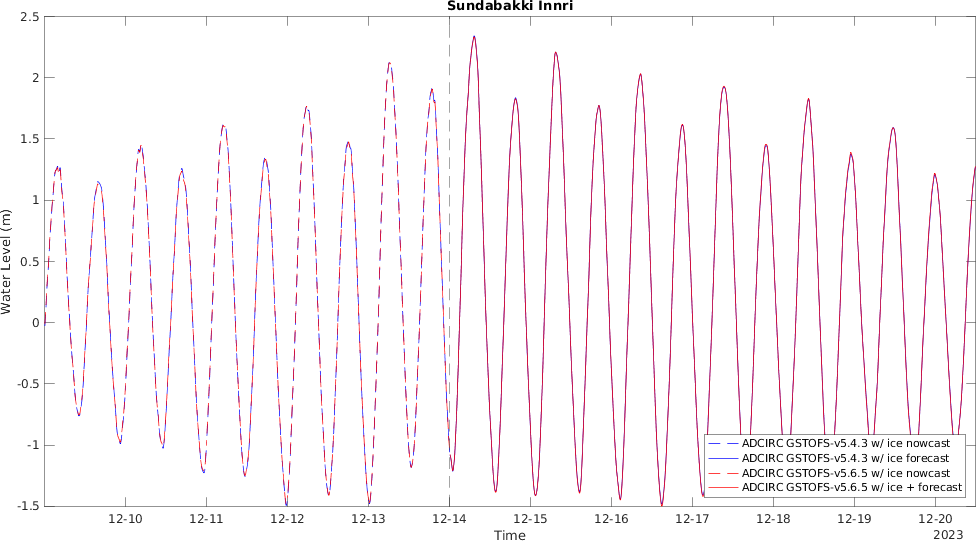 Sundabakki Innri
2.5
2
1.5
1
0.5
0
-0.5
-1
-1.5
Water Level (m)
ADCIRC GSTOFS-v5.4.3 w/ ice nowcast
ADCIRC GSTOFS-v5.4.3 w/ ice forecast
ADCIRC GSTOFS-v5.6.5 w/ ice nowcast
ADCIRC GSTOFS-v5.6.5 w/ ice + forecast
12-10 12-11 12-12 12-13 12-14 12-15 12-16 12-17 12-18 12-19 12-20
Time
2023